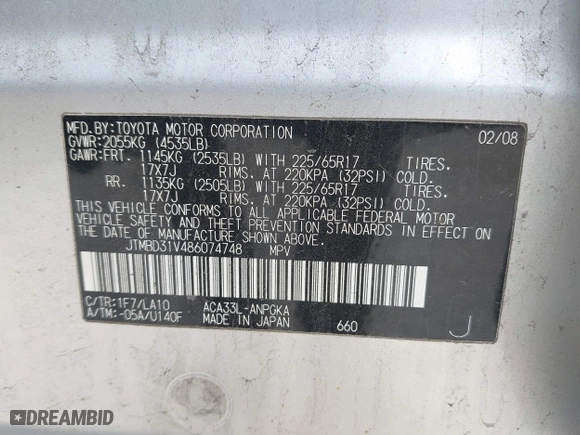 MFD.BY:TOYOTA MOTOR CORPORATION 02/08
GVWR:2055KG (4535LB)
GAWR:FRT. 1145KG (2535LB) WITH 225/65R17 TIRES.
17X7J RIMS. AT 220KPA (32PSI) COLD.
RR. 1135KG (2505LB) WITH 225/65R17 TIRES.
17X7J RIMS. AT 220KPA (32PSI) COLD.
THIS VEHICLE CONFORMS TO ALL APPLICABLE FEDERAL MOTOR
VEHICLE SAFETY AND THEFT PREVENTION STANDARDS IN EFFECT ON
THE DATE OF MANUFACTURE SHOWN ABOVE.
JTMBD31V486074748 MPV
C/TR:1F7/LA10 ACA33L-ANPGKA
A/TM:-05A/U140F MADE IN JAPAN 660 J
DREAMBID